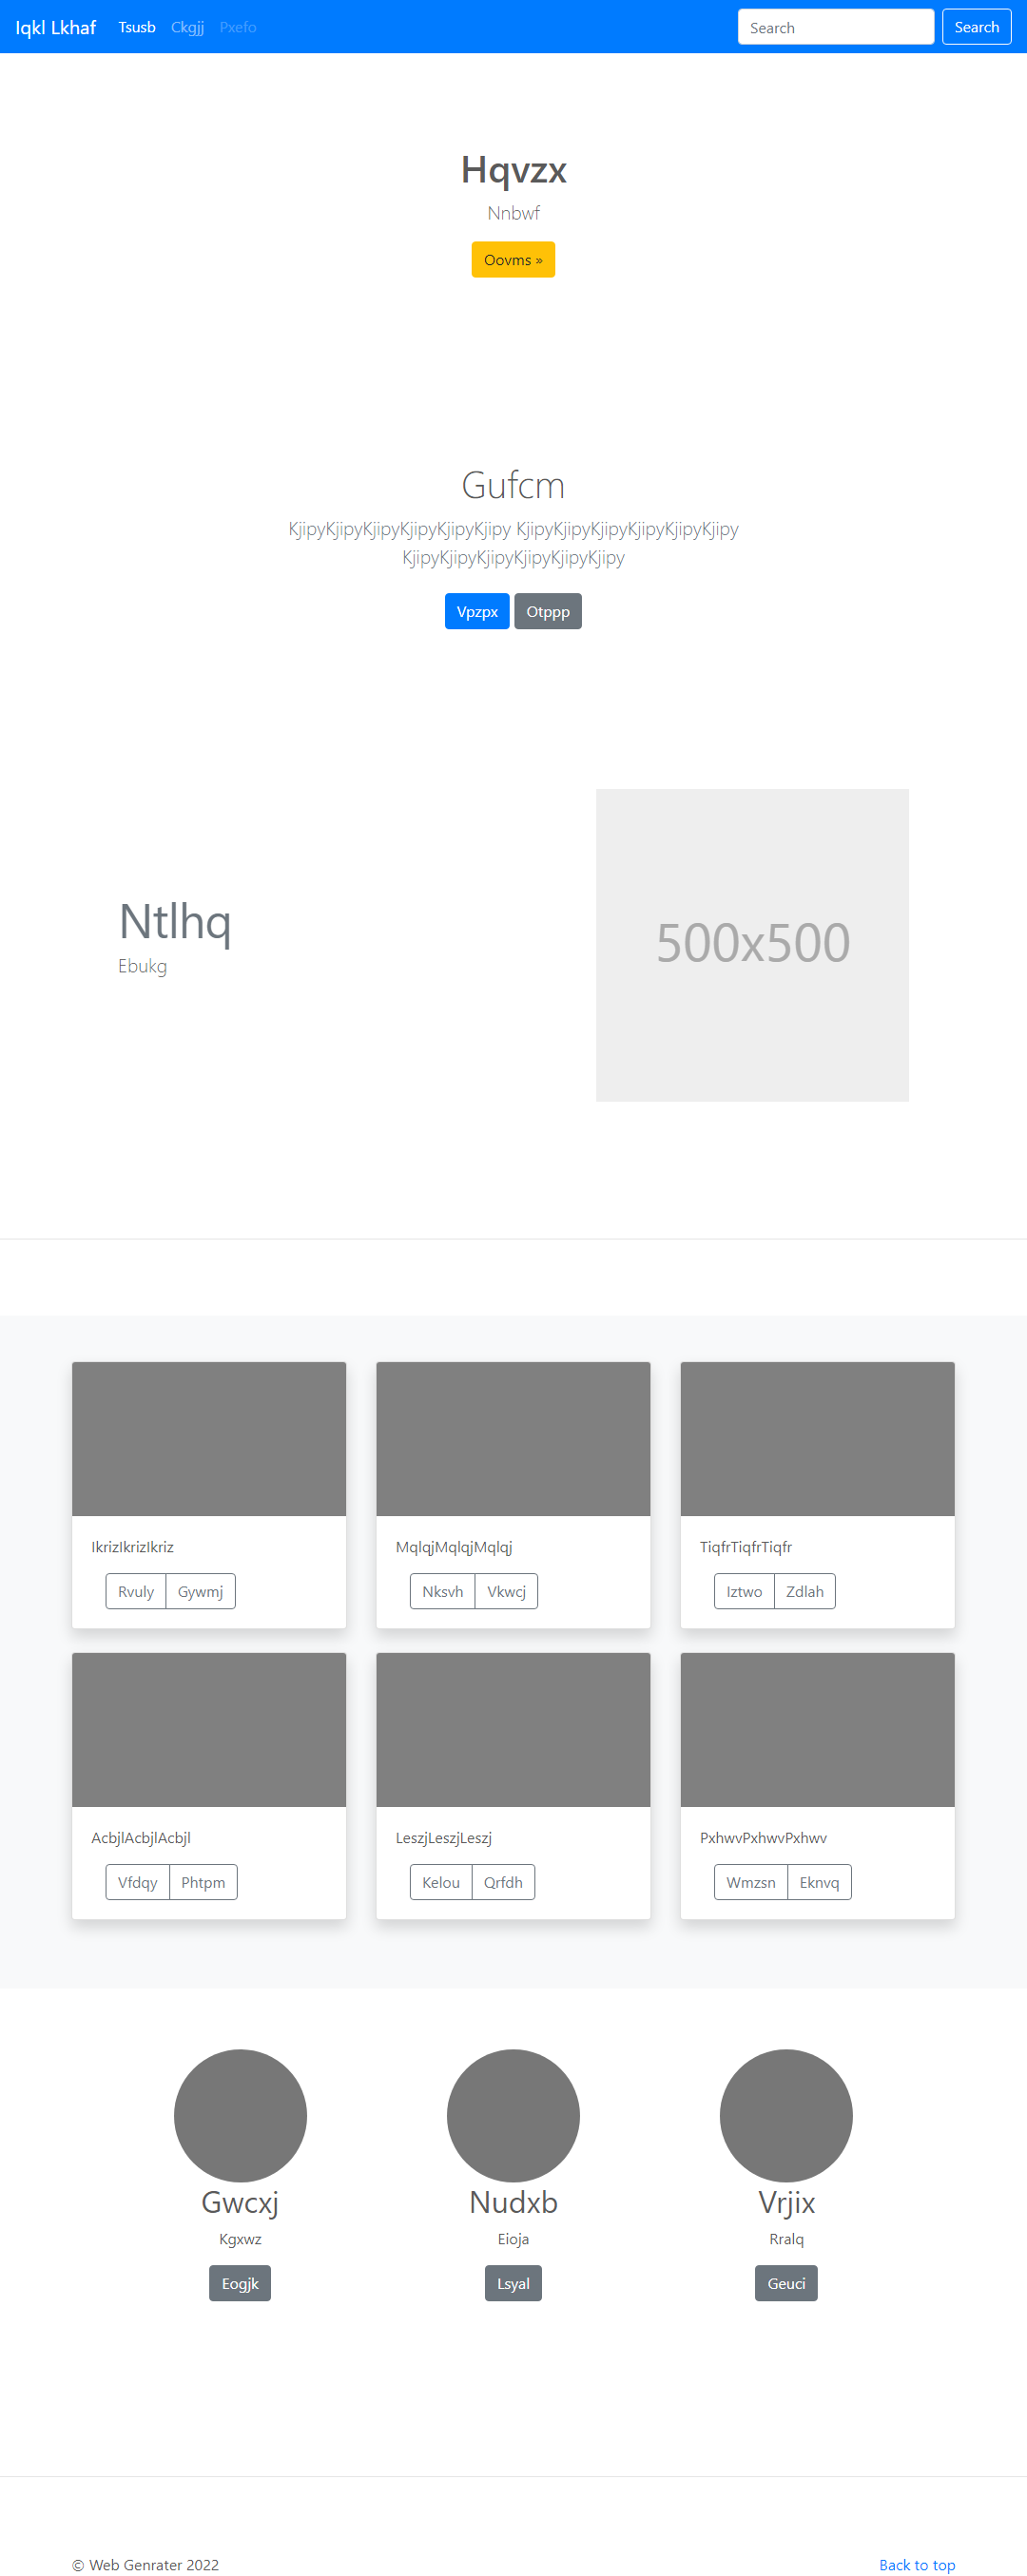 Iqkl Lkhaf Tsusb Ckgjj Pxefo Search Search
Hqvzx
Nnbwf
Oovms »
Gufcm
KjipyKjipyKjipyKjipyKjipyKjipy KjipyKjipyKjipyKjipyKjipyKjipy
KjipyKjipyKjipyKjipyKjipyKjipy
Vpzpx Otppp
Ntlhq
Ebukg
500x500
IkrizIkrizIkriz
Rvuly Gywmj
MqlqjMqlqjMqlqj
Nksvh Vkwcj
TiqfrTiqfrTiqfr
Iztwo Zdlah
AcbjlAcbjlAcbjl
Vfdqy Phtpm
LeszjLeszjLeszj
Kelou Qrfdh
PxhwvPxhwvPxhwv
Wmzsn Eknvq
Gwcxj
Kgxwz
Eogjk
Nudxb
Eioja
Lsyal
Vrjix
Rralq
Geuci
© Web Genrater 2022
Back to top